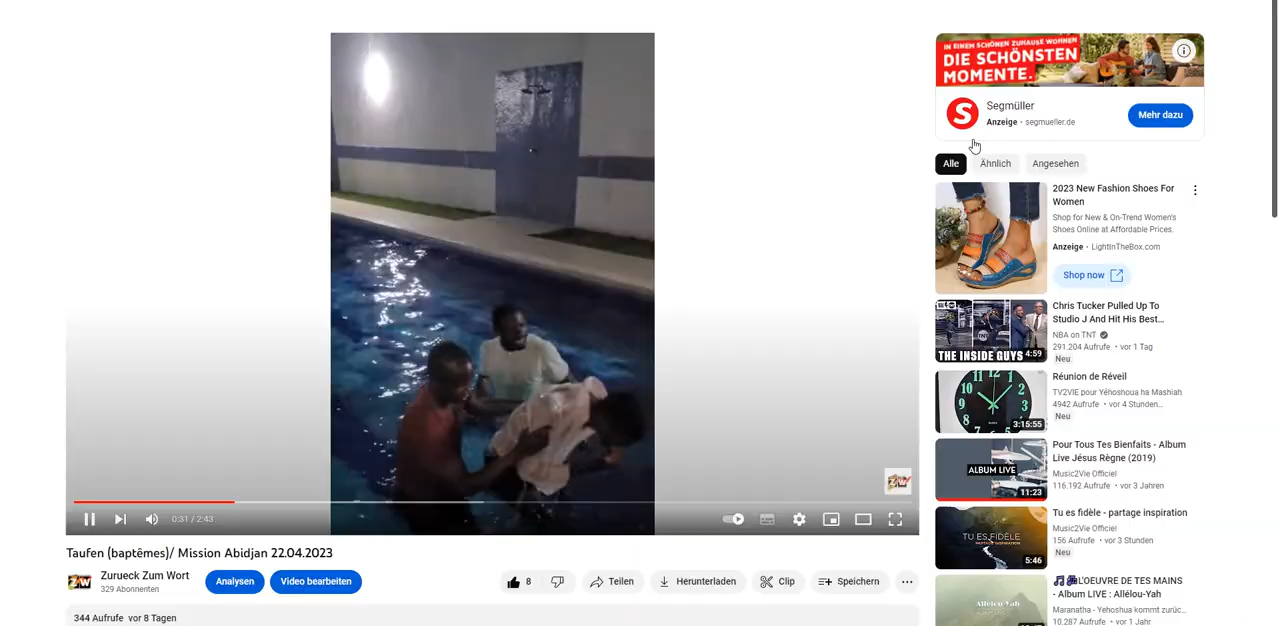 0:31 / 2:43
Taufen (baptêmes)/ Mission Abidjan 22.04.2023
Zurueck Zum Wort
329 Abonnenten
Analysen
Video bearbeiten
8
Teilen
Herunterladen
Clip
Speichern
344 Aufrufe vor 8 Tagen
IN EINEM SCHÖNEN ZUHAUSE WOHNEN
DIE SCHÖNSTEN
MOMENTE.
S
Segmüller
Anzeige · segmueller.de
Mehr dazu
Alle
Ähnlich
Angesehen
2023 New Fashion Shoes For
Women
Shop for New & On-Trend Women's
Shoes Online at Affordable Prices.
Anzeige · LightInTheBox.com
Shop now
THE INSIDE GUYS 4:59
Chris Tucker Pulled Up To
Studio J And Hit His Best...
NBA on TNT
291.204 Aufrufe · vor 1 Tag
Neu
3:15:55
Réunion de Réveil
TV2VIE pour Yéhoshoua ha Mashiah
4942 Aufrufe · vor 4 Stunden...
Neu
ALBUM LIVE
11:23
Pour Tous Tes Bienfaits - Album
Live Jésus Règne (2019)
Music2Vie Officiel
116.192 Aufrufe · vor 3 Jahren
TU ES FIDÈLE
5:46
Tu es fidèle - partage inspiration
Music2Vie Officiel
156 Aufrufe · vor 3 Stunden
Neu
Allélou-Yah
🎵🎆L'OEUVRE DE TES MAINS
- Album LIVE : Allélou-Yah
Maranatha - Yehoshua kommt zurüc...
10.287 Aufrufe · vor 1 Jahr